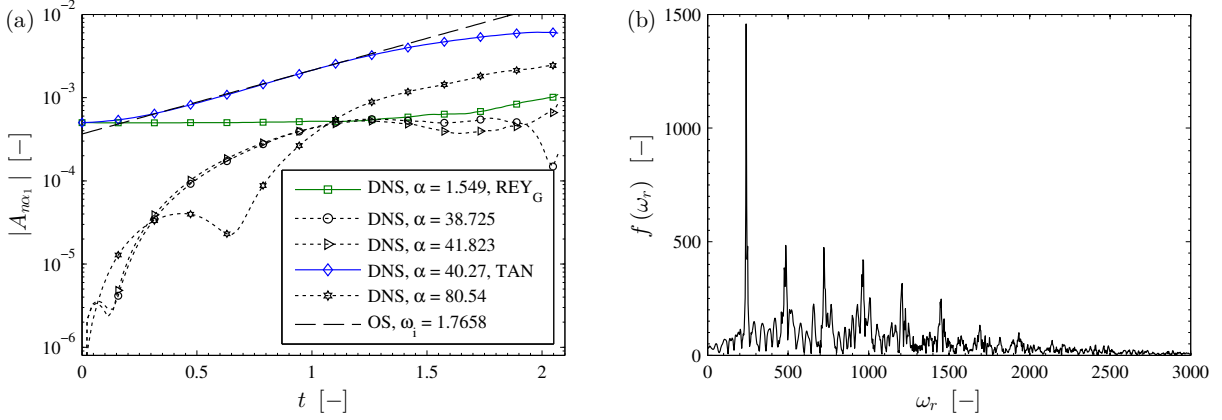 (a)
10⁻²
10⁻³
10⁻⁴
10⁻⁵
10⁻⁶
|A_{nα₁}| [−]
0 0.5 1 1.5 2
t [−]
DNS, α = 1.549, REY_G
DNS, α = 38.725
DNS, α = 41.823
DNS, α = 40.27, TAN
DNS, α = 80.54
OS, ω_i = 1.7658
(b)
1500
1000
500
0
f (ω_r) [−]
0 500 1000 1500 2000 2500 3000
ω_r [−]